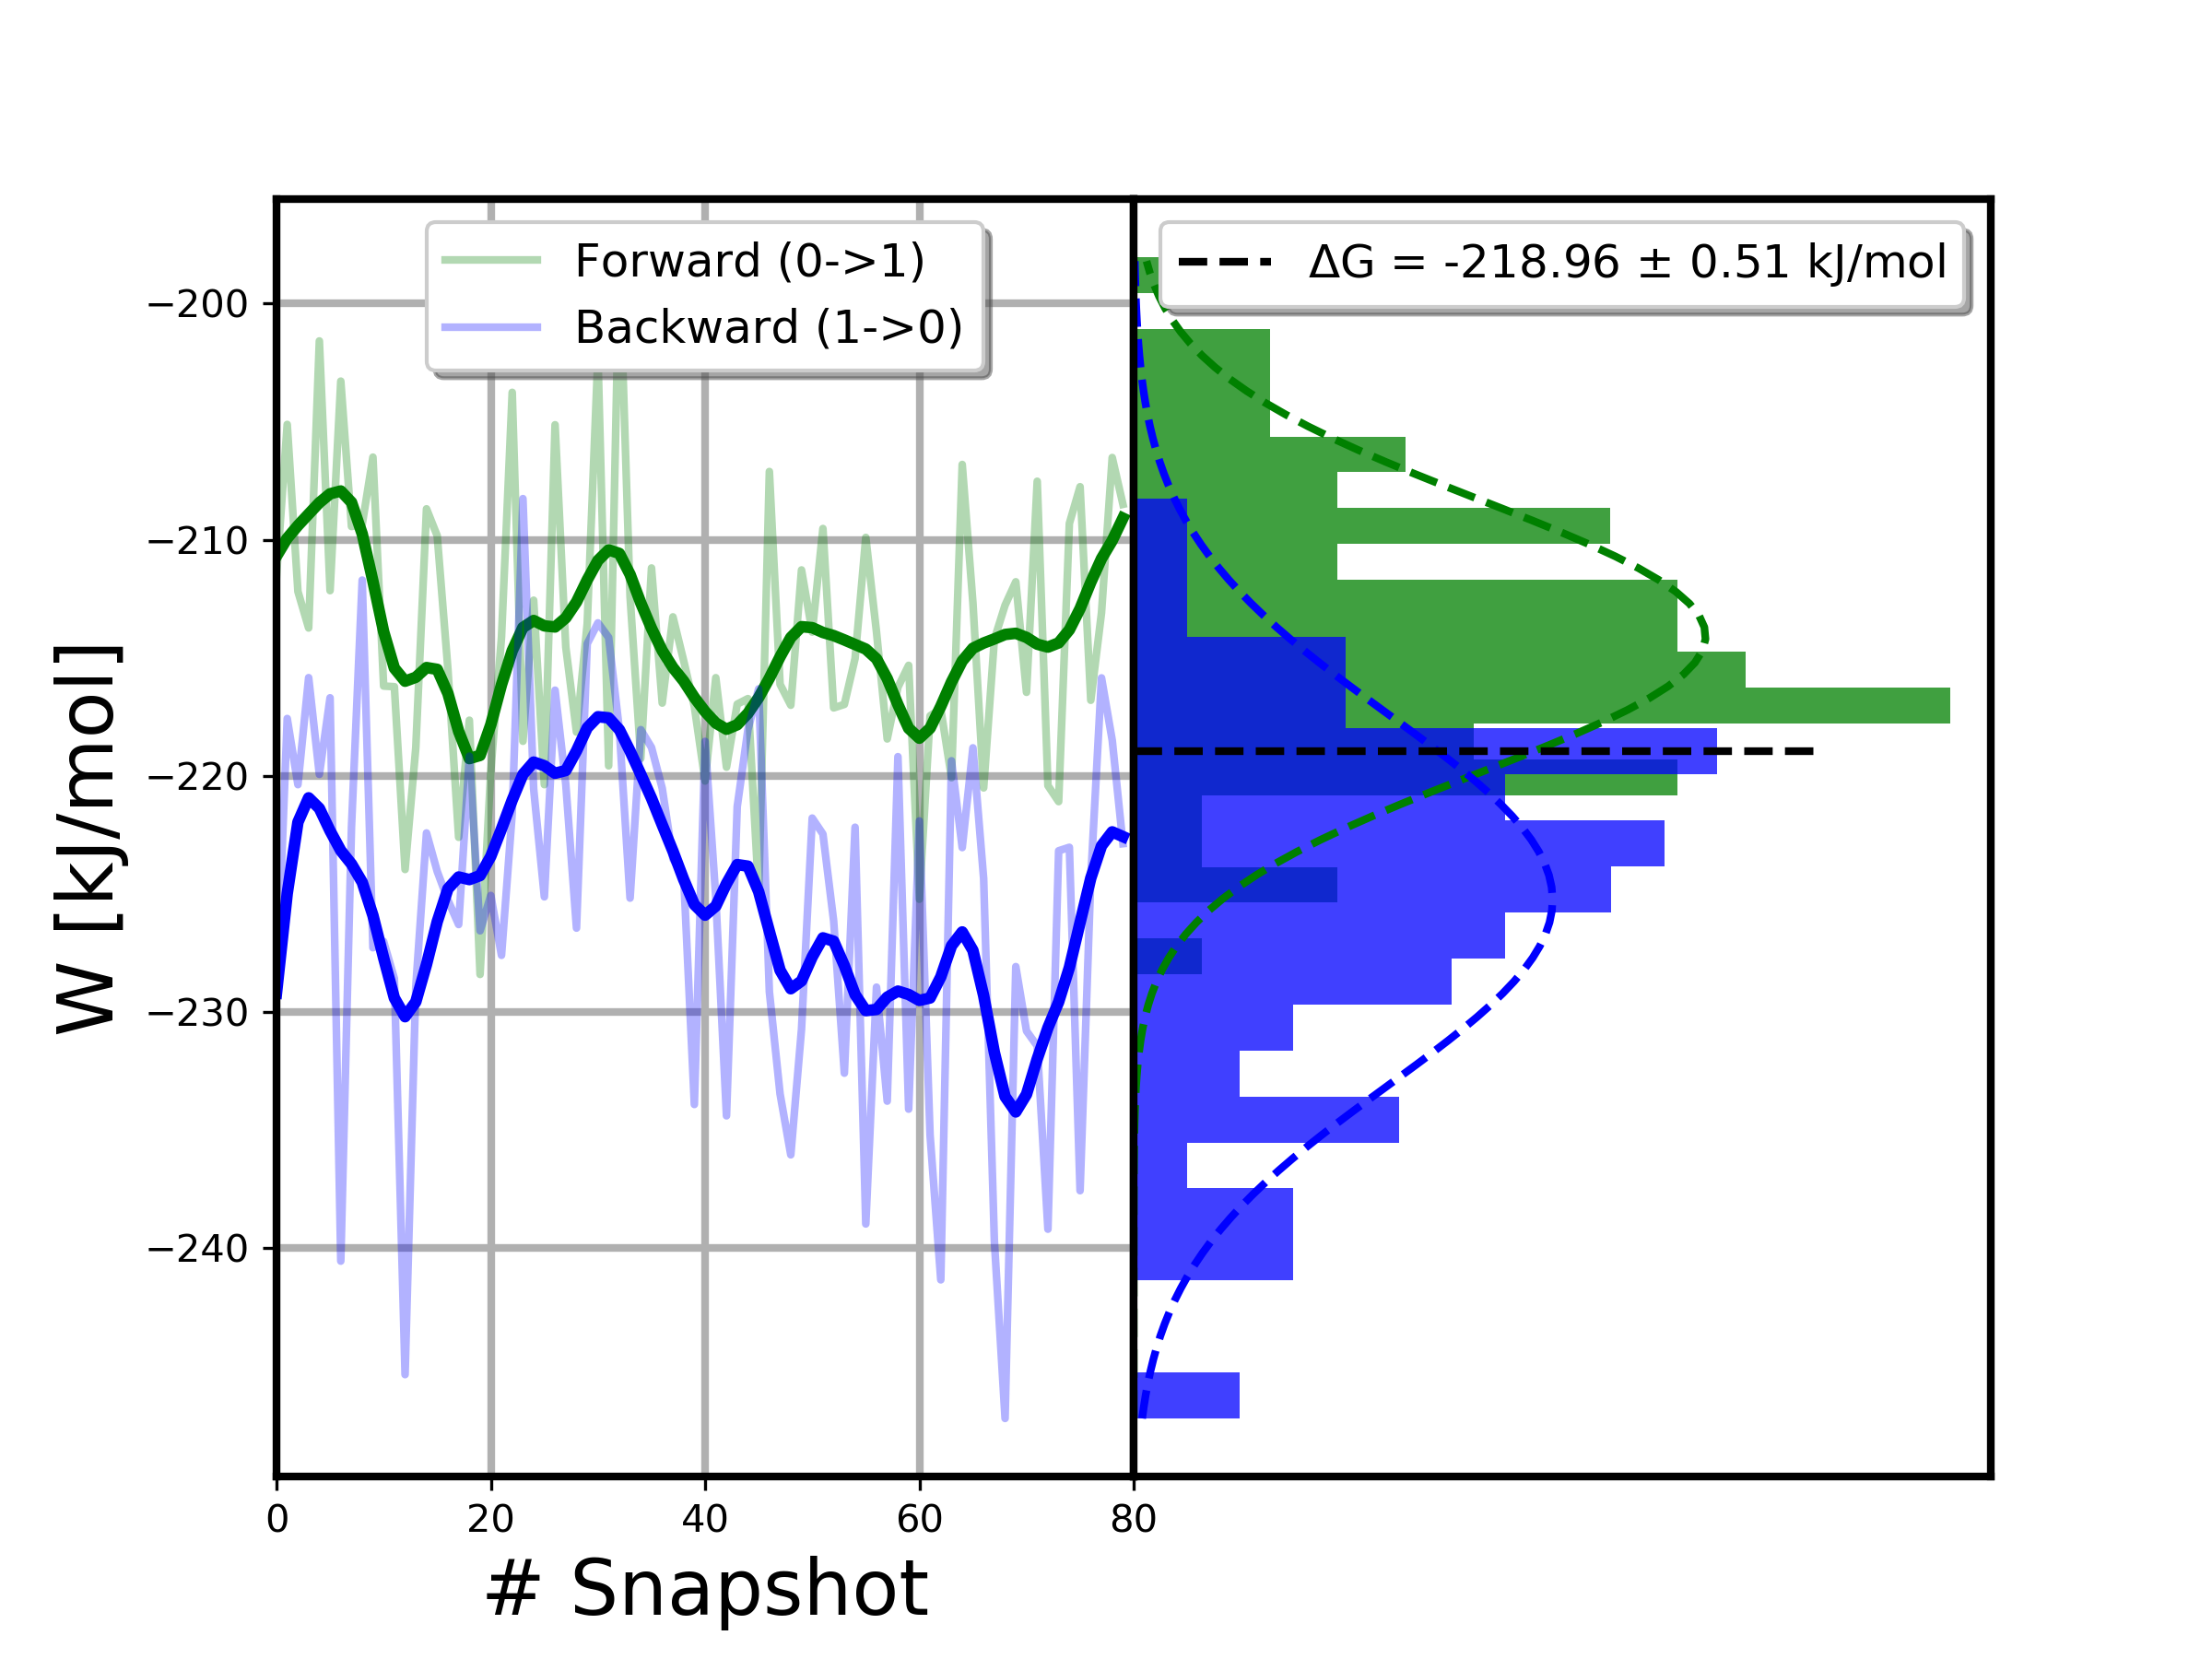 Forward (0->1)
Backward (1->0)
ΔG = -218.96 ± 0.51 kJ/mol
−200
−210
−220
−230
−240
W [kJ/mol]
0 20 40 60 80
# Snapshot